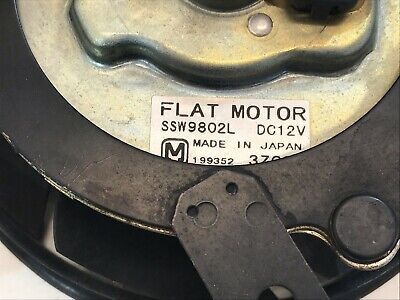 FLAT MOTOR
SSW9802L DC12V
M MADE IN JAPAN
199352